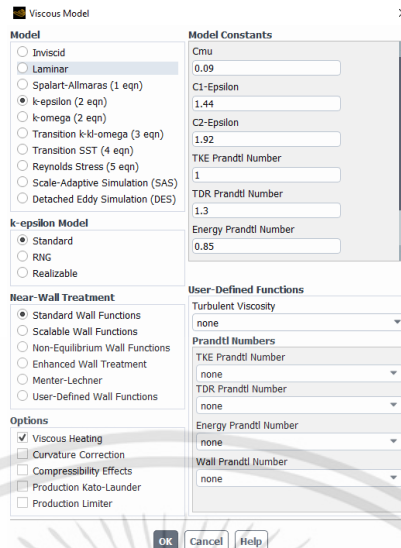 Viscous Model
Model
Inviscid
Laminar
Spalart-Allmaras (1 eqn)
k-epsilon (2 eqn)
k-omega (2 eqn)
Transition k-kl-omega (3 eqn)
Transition SST (4 eqn)
Reynolds Stress (5 eqn)
Scale-Adaptive Simulation (SAS)
Detached Eddy Simulation (DES)
k-epsilon Model
Standard
RNG
Realizable
Near-Wall Treatment
Standard Wall Functions
Scalable Wall Functions
Non-Equilibrium Wall Functions
Enhanced Wall Treatment
Menter-Lechner
User-Defined Wall Functions
Options
Viscous Heating
Curvature Correction
Compressibility Effects
Production Kato-Launder
Production Limiter
Model Constants
Cmu
0.09
C1-Epsilon
1.44
C2-Epsilon
1.92
TKE Prandtl Number
1
TDR Prandtl Number
1.3
Energy Prandtl Number
0.85
User-Defined Functions
Turbulent Viscosity
none
Prandtl Numbers
TKE Prandtl Number
none
TDR Prandtl Number
none
Energy Prandtl Number
none
Wall Prandtl Number
none
OK Cancel Help